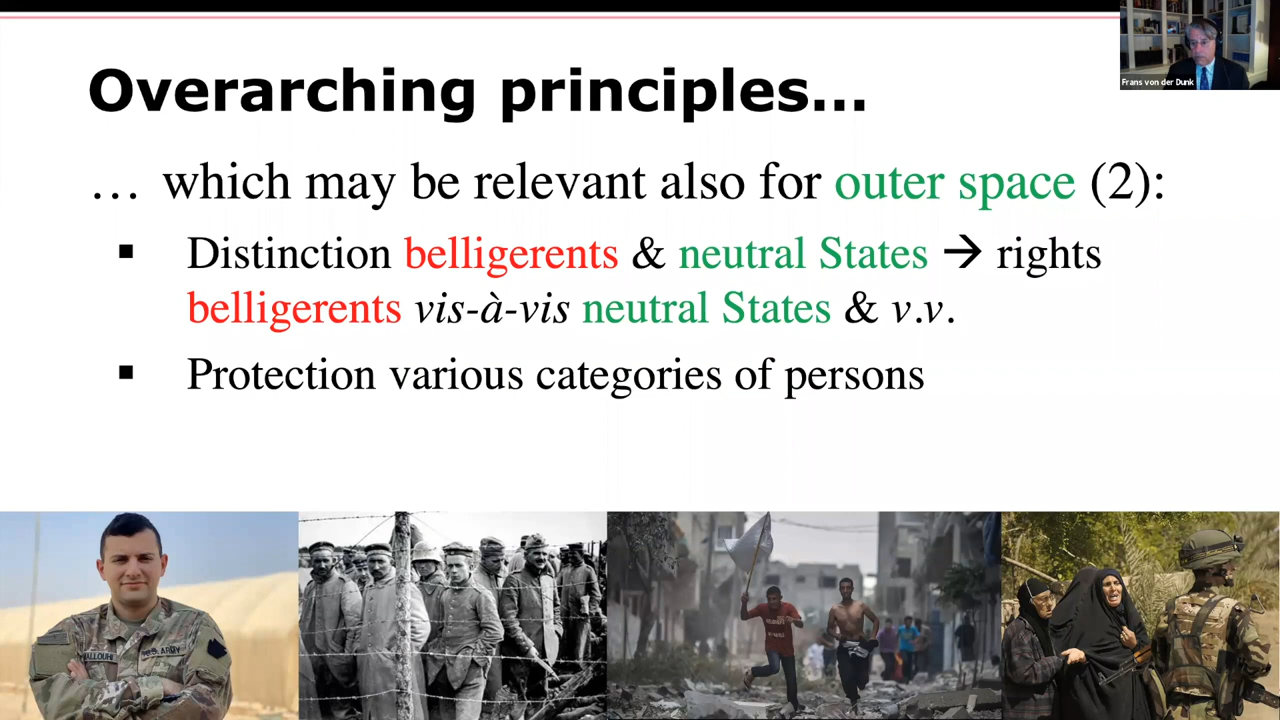 Frans von der Dunk
Overarching principles...
... which may be relevant also for outer space (2):
▪ Distinction belligerents & neutral States → rights
belligerents vis-à-vis neutral States & v.v.
▪ Protection various categories of persons
U.S. ARMY